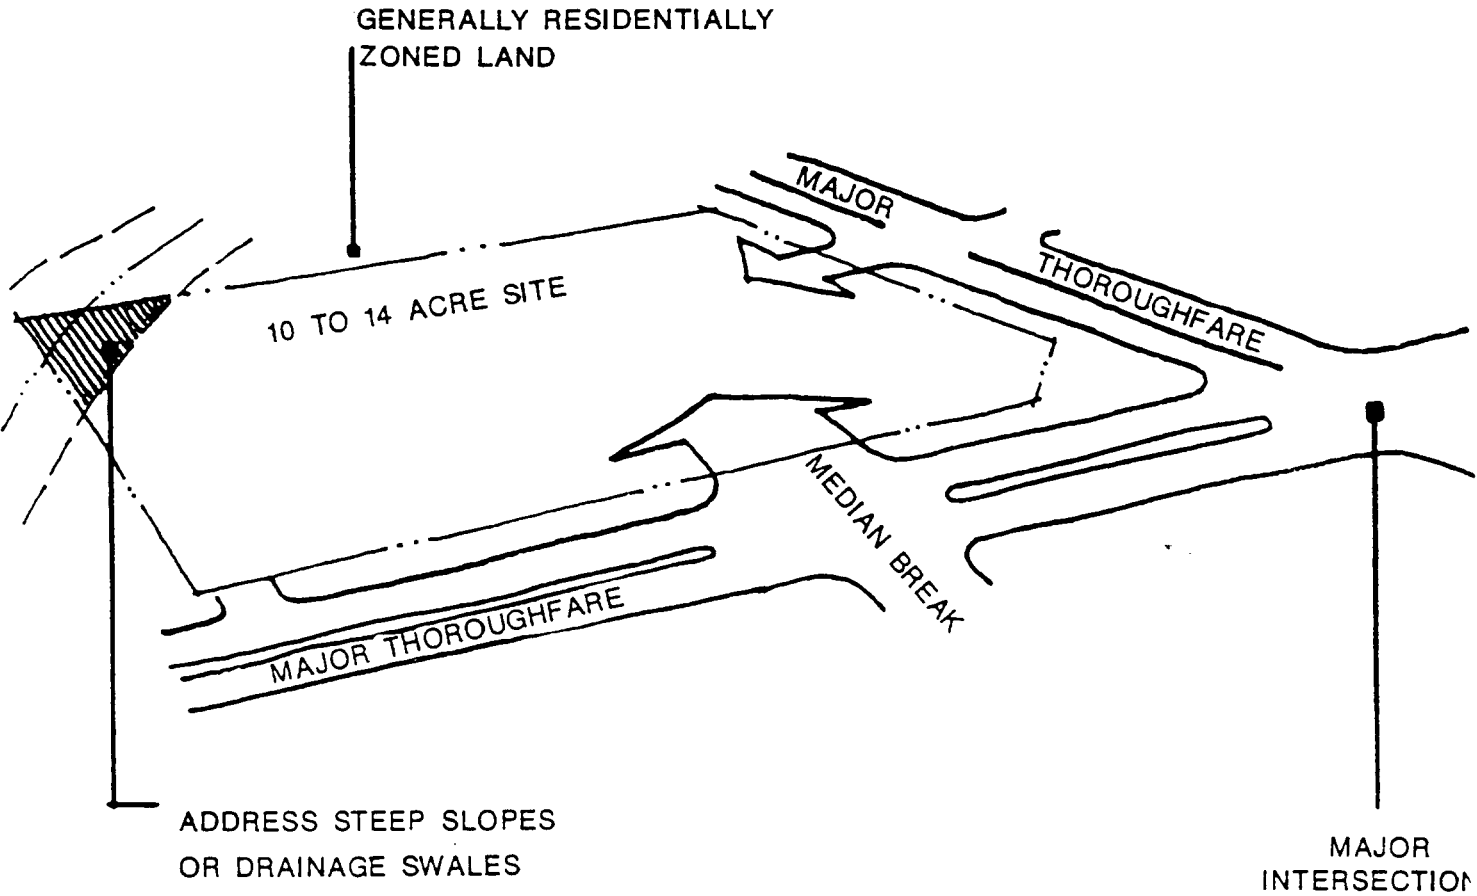 GENERALLY RESIDENTIALLY
ZONED LAND
MAJOR
THOROUGHFARE
10 TO 14 ACRE SITE
MEDIAN BREAK
MAJOR THOROUGHFARE
ADDRESS STEEP SLOPES
OR DRAINAGE SWALES
MAJOR
INTERSECTION